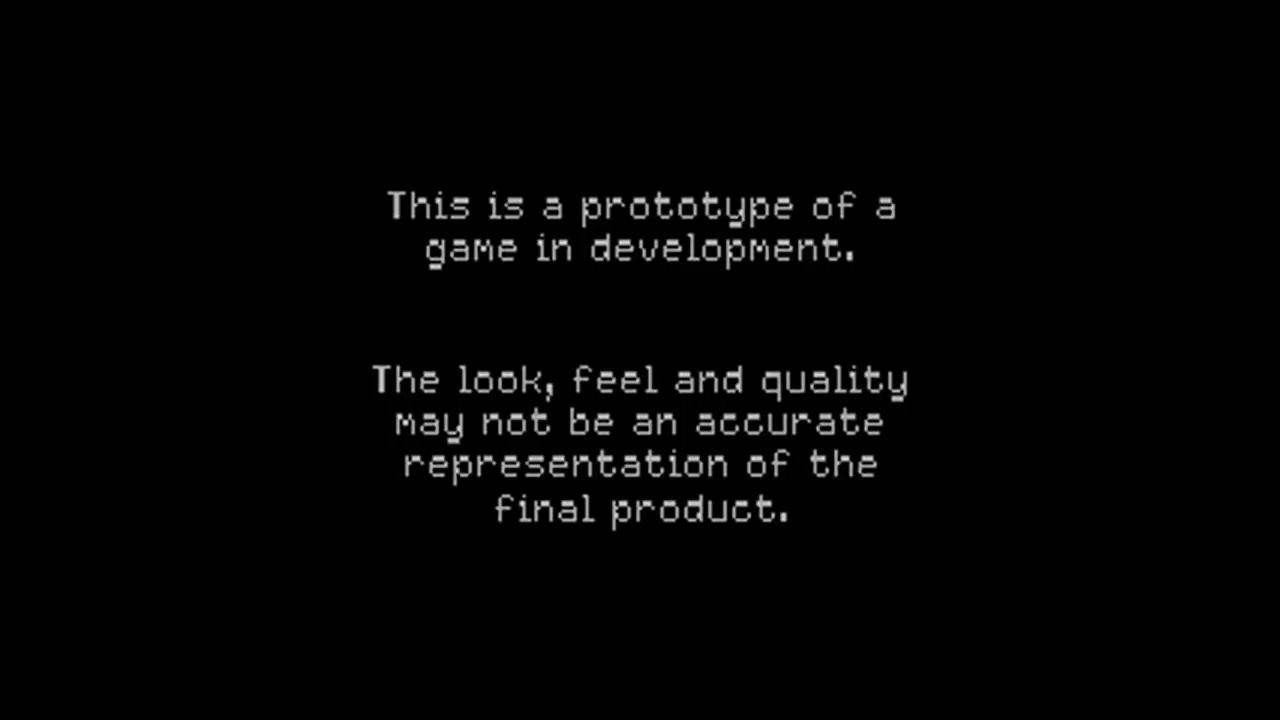 This is a prototype of a
game in development.
The look, feel and quality
may not be an accurate
representation of the
final product.